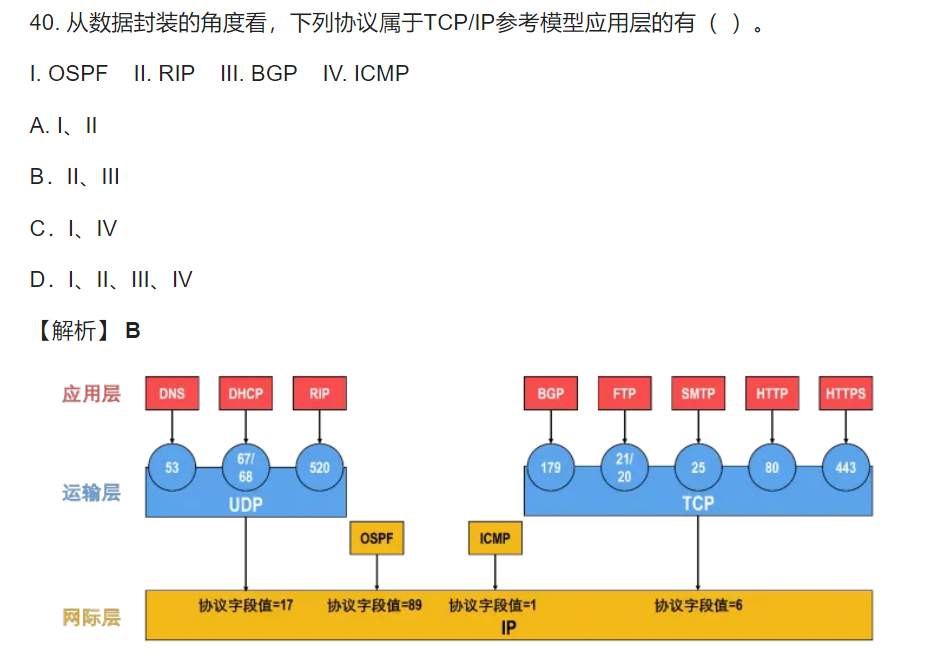 40. 从数据封装的角度看，下列协议属于TCP/IP参考模型应用层的有（ ）。
I. OSPF II. RIP III. BGP IV. ICMP
A. I、II
B．II、III
C．I、IV
D．I、II、III、IV
【解析】 B
应用层 DNS DHCP RIP BGP FTP SMTP HTTP HTTPS
53 67/68 520 179 21/20 25 80 443
运输层 UDP TCP
OSPF ICMP
协议字段值=17 协议字段值=89 协议字段值=1 协议字段值=6
网际层 IP